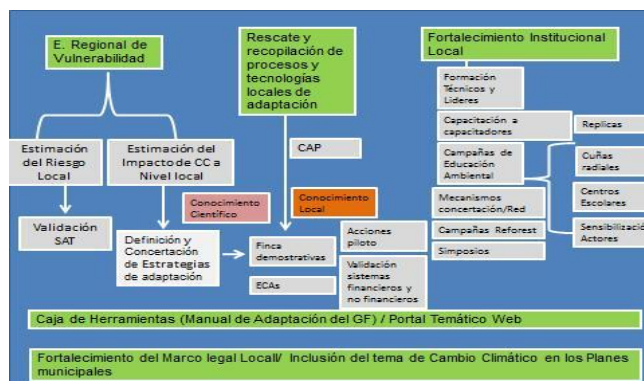 E. Regional de
Vulnerabilidad
Rescate y
recopilación de
procesos y
tecnologías
locales de
adaptación
Fortalecimiento Institucional
Local
Formación
Técnicos y
Lideres
Capacitación a
capacitadores
Replicas
Campañas de
Educación
Ambiental
Cuñas
radiales
Centros
Escolares
Sensibilización
Actores
Mecanismos
concertación/Red
Campañas Reforest
Simposios
Estimación
del Riesgo
Local
Estimación del
Impacto de CC a
Nivel local
CAP
Conocimiento
Científico
Conocimiento
Local
Validación
SAT
Definición y
Concertación
de Estrategias
de adaptación
Finca
demostrativas
ECAs
Acciones
piloto
Validación
sistemas
financieros y
no financieros
Caja de Herramientas (Manual de Adaptación del GF) / Portal Temático Web
Fortalecimiento del Marco legal Local/ Inclusión del tema de Cambio Climático en los Planes
municipales